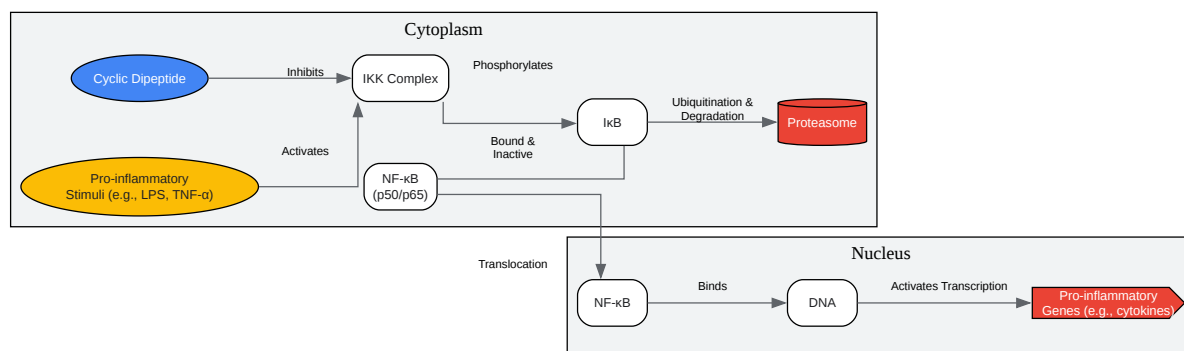 Cytoplasm
Cyclic Dipeptide
Inhibits
IKK Complex
Phosphorylates
Ubiquitination &
Degradation
IκB
Proteasome
Bound &
Inactive
Activates
Pro-inflammatory
Stimuli (e.g., LPS, TNF-α)
NF-κB
(p50/p65)
Translocation
Nucleus
NF-κB
Binds
DNA
Activates Transcription
Pro-inflammatory
Genes (e.g., cytokines)